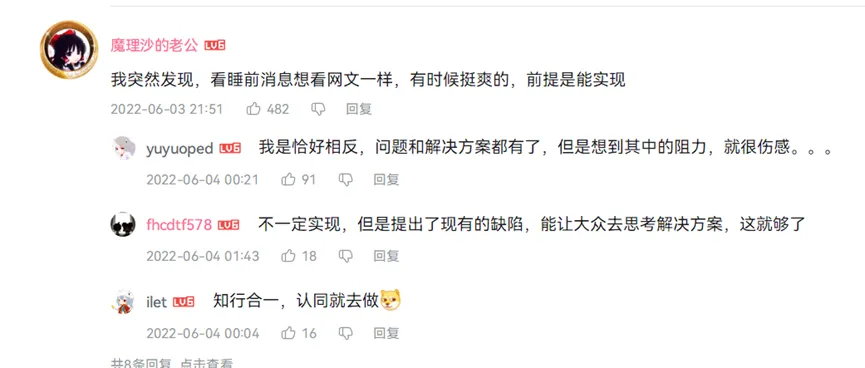 魔理沙的老公 LV6
我突然发现，看睡前消息想看网文一样，有时候挺爽的，前提是能实现
2022-06-03 21:51 482 回复
yuyuoped LV6 我是恰好相反，问题和解决方案都有了，但是想到其中的阻力，就很伤感。。。
2022-06-04 00:21 91 回复
fhcdtf578 LV6 不一定实现，但是提出了现有的缺陷，能让大众去思考解决方案，这就够了
2022-06-04 01:43 18 回复
ilet LV6 知行合一，认同就去做
2022-06-04 00:04 16 回复
共8条回复 点击查看